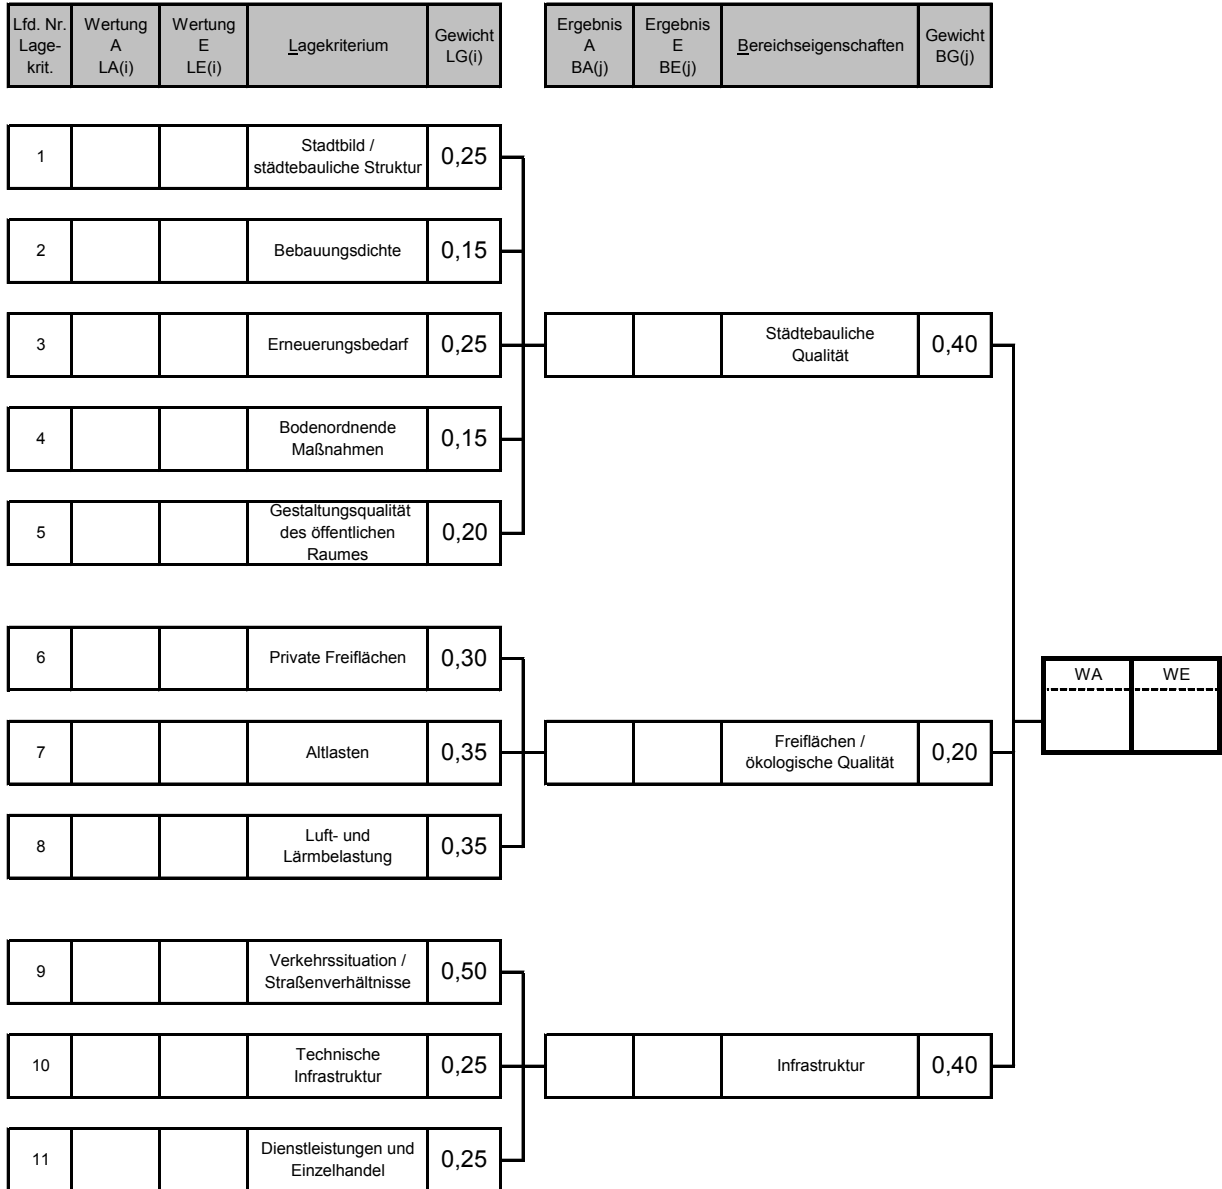 Lfd. Nr.
Lage-
krit.
Wertung
A
LA(i)
Wertung
E
LE(i)
Lagekriterium
Gewicht
LG(i)
Ergebnis
A
BA(j)
Ergebnis
E
BE(j)
Bereichseigenschaften
Gewicht
BG(j)
1
Stadtbild /
städtebauliche Struktur
0,25
2
Bebauungsdichte
0,15
3
Erneuerungsbedarf
0,25
Städtebauliche
Qualität
0,40
4
Bodenordnende
Maßnahmen
0,15
5
Gestaltungsqualität
des öffentlichen
Raumes
0,20
6
Private Freiflächen
0,30
WA
WE
7
Altlasten
0,35
Freiflächen /
ökologische Qualität
0,20
8
Luft- und
Lärmbelastung
0,35
9
Verkehrssituation /
Straßenverhältnisse
0,50
10
Technische
Infrastruktur
0,25
Infrastruktur
0,40
11
Dienstleistungen und
Einzelhandel
0,25